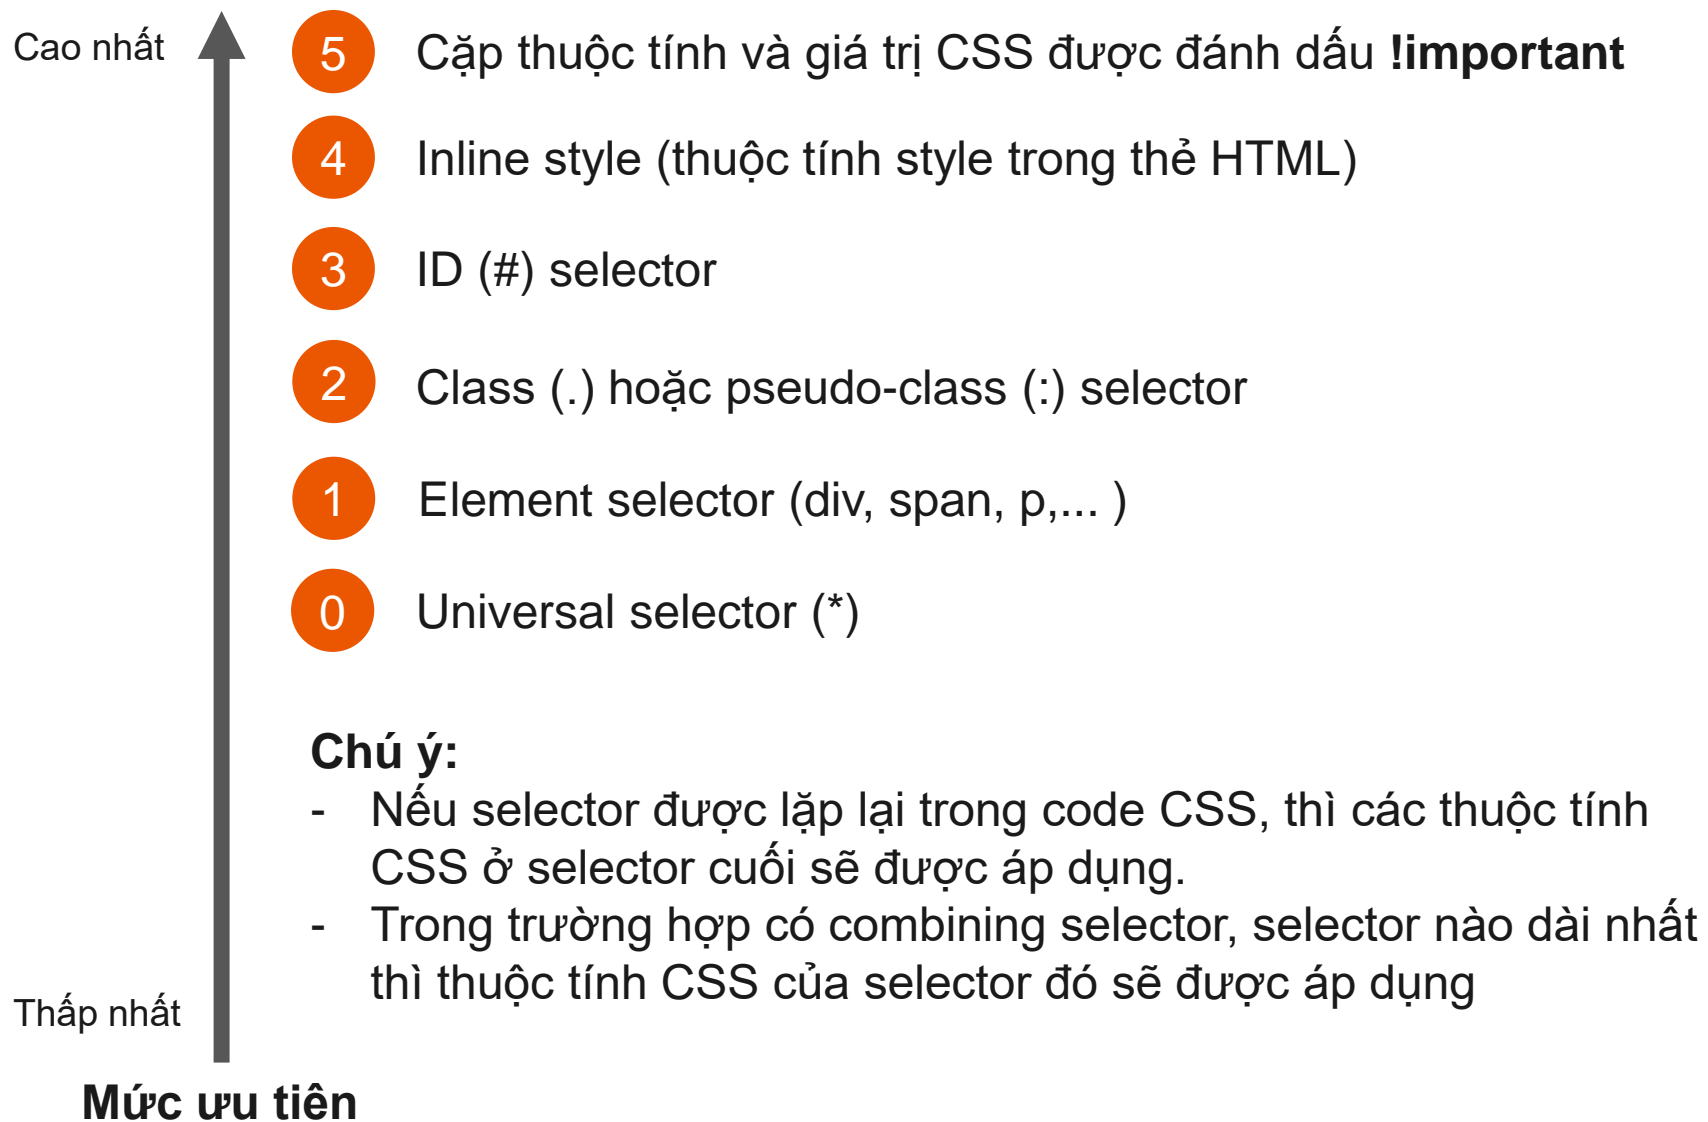 Cao nhất
5 Cặp thuộc tính và giá trị CSS được đánh dấu !important
4 Inline style (thuộc tính style trong thẻ HTML)
3 ID (#) selector
2 Class (.) hoặc pseudo-class (:) selector
1 Element selector (div, span, p,... )
0 Universal selector (*)
Chú ý:
- Nếu selector được lặp lại trong code CSS, thì các thuộc tính
CSS ở selector cuối sẽ được áp dụng.
- Trong trường hợp có combining selector, selector nào dài nhất
thì thuộc tính CSS của selector đó sẽ được áp dụng
Thấp nhất
Mức ưu tiên